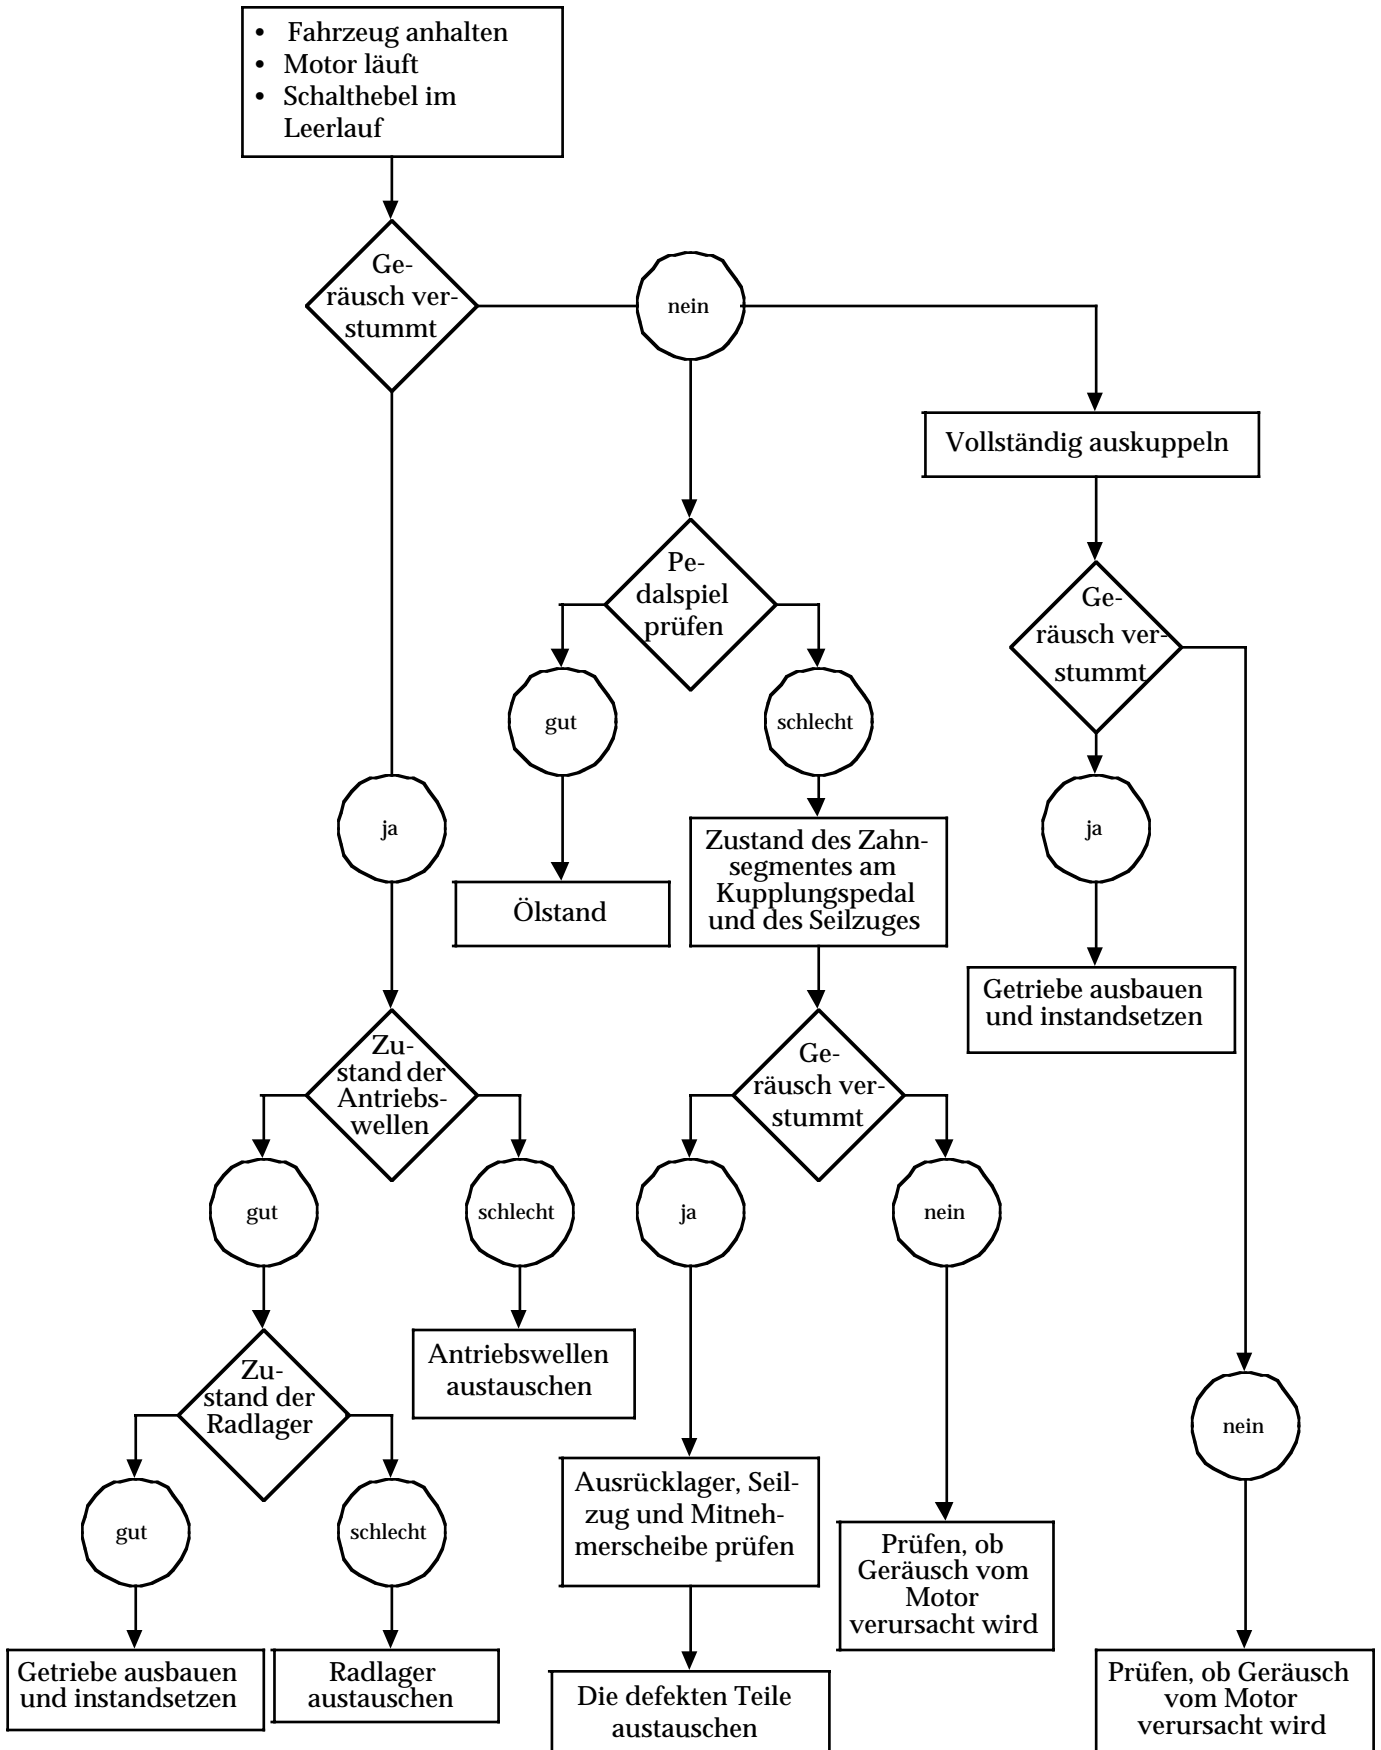 • Fahrzeug anhalten
• Motor läuft
• Schalthebel im
Leerlauf
Ge-
räusch ver-
stummt
nein
Vollständig auskuppeln
Pe-
dalspiel
prüfen
Ge-
räusch ver-
stummt
gut
schlecht
ja
ja
Zustand des Zahn-
segmentes am
Kupplungspedal
und des Seilzuges
Ölstand
Getriebe ausbauen
und instandsetzen
Zu-
stand der
Antriebs-
wellen
Ge-
räusch ver-
stummt
gut
schlecht
ja
nein
Antriebswellen
austauschen
Zu-
stand der
Radlager
nein
Ausrücklager, Seil-
zug und Mitneh-
merscheibe prüfen
gut
schlecht
Prüfen, ob
Geräusch vom
Motor
verursacht wird
Getriebe ausbauen
und instandsetzen
Radlager
austauschen
Die defekten Teile
austauschen
Prüfen, ob Geräusch
vom Motor
verursacht wird